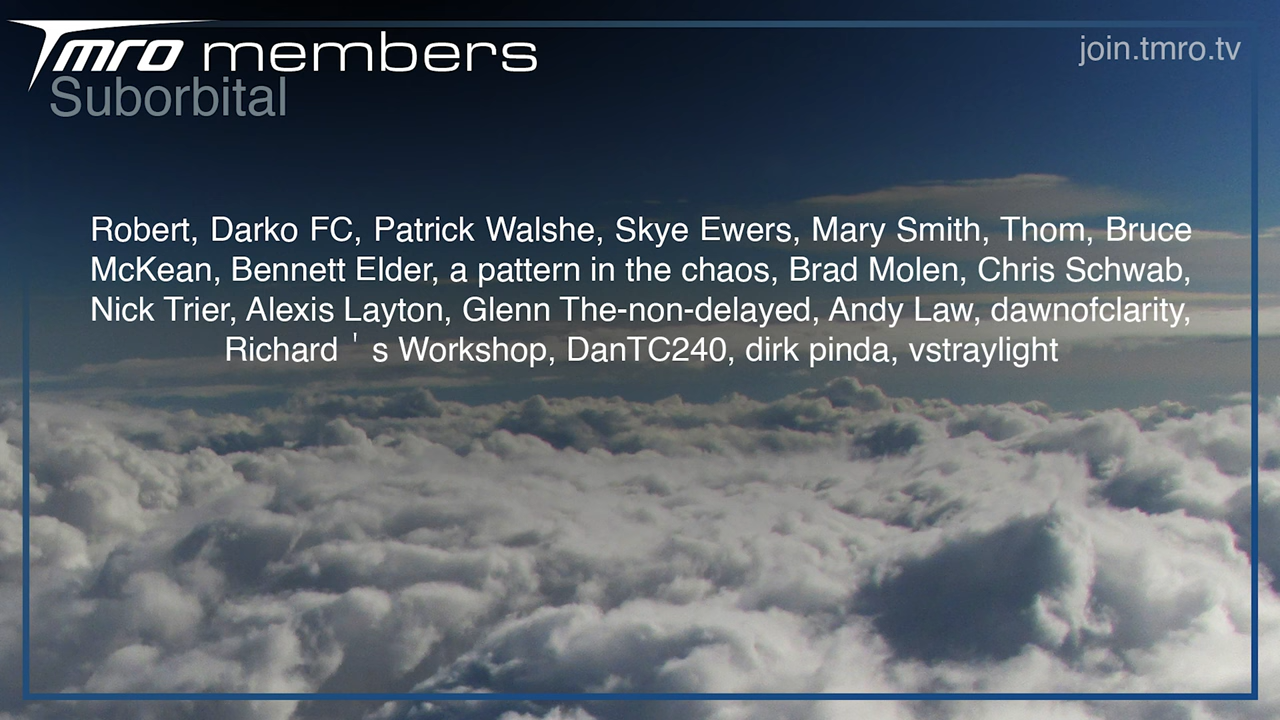 Tmro members
join.tmro.tv
Suborbital
Robert, Darko FC, Patrick Walshe, Skye Ewers, Mary Smith, Thom, Bruce
McKean, Bennett Elder, a pattern in the chaos, Brad Molen, Chris Schwab,
Nick Trier, Alexis Layton, Glenn The-non-delayed, Andy Law, dawnofclarity,
Richard ' s Workshop, DanTC240, dirk pinda, vstraylight